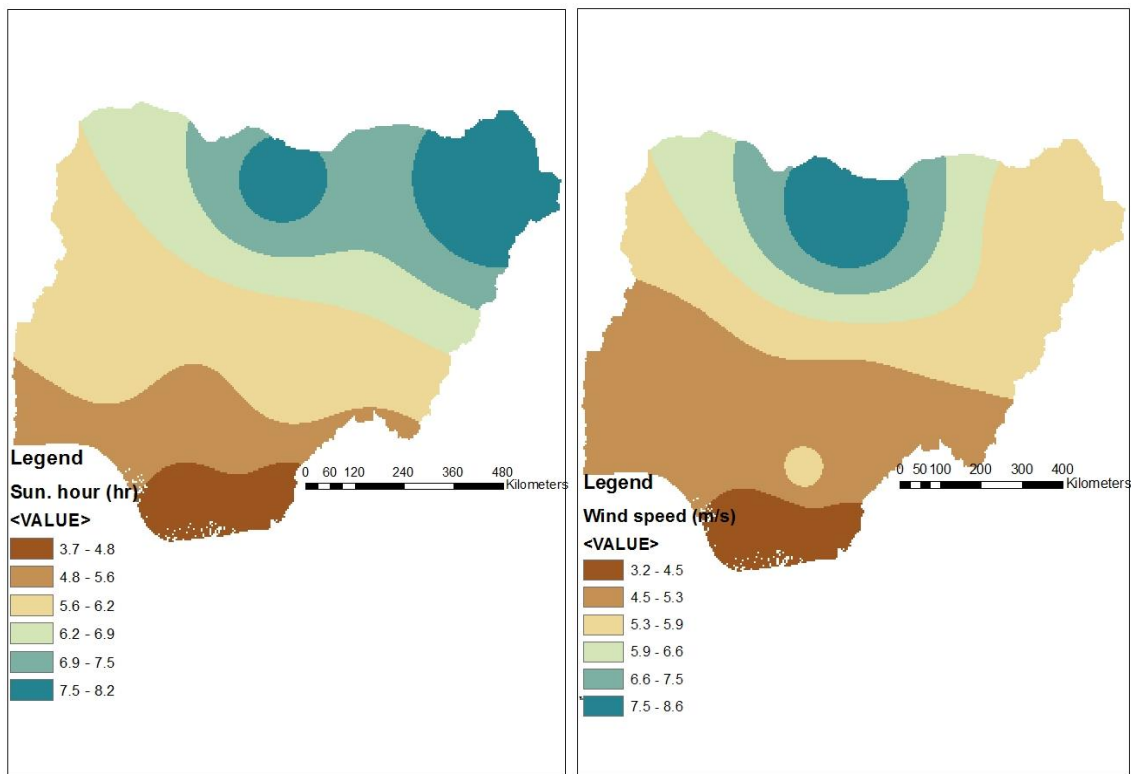 Legend
0 60 120 240 360 480
Kilometers
Sun. hour (hr)
<VALUE>
3.7 - 4.8
4.8 - 5.6
5.6 - 6.2
6.2 - 6.9
6.9 - 7.5
7.5 - 8.2
0 50 100 200 300 400
Kilometers
Legend
Wind speed (m/s)
<VALUE>
3.2 - 4.5
4.5 - 5.3
5.3 - 5.9
5.9 - 6.6
6.6 - 7.5
7.5 - 8.6